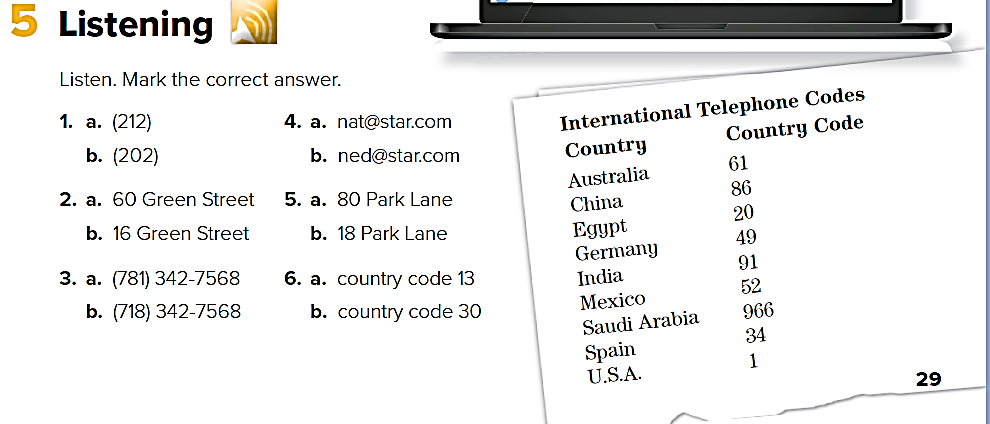 5 Listening
Listen. Mark the correct answer.
1. a. (212)
b. (202)
2. a. 60 Green Street
b. 16 Green Street
3. a. (781) 342-7568
b. (718) 342-7568
4. a. nat@star.com
b. ned@star.com
5. a. 80 Park Lane
b. 18 Park Lane
6. a. country code 13
b. country code 30
International Telephone Codes
Country Country Code
Australia 61
China 86
Egypt 20
Germany 49
India 91
Mexico 52
Saudi Arabia 966
Spain 34
U.S.A. 1
29